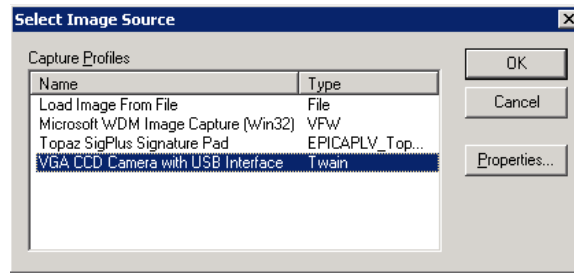 Select Image Source
Capture Profiles
OK
Name Type
Load Image From File File
Cancel
Microsoft WDM Image Capture (Win32) VFW
Topaz SigPlus Signature Pad EPICAPLV_Top...
VGA CCD Camera with USB Interface Twain
Properties...